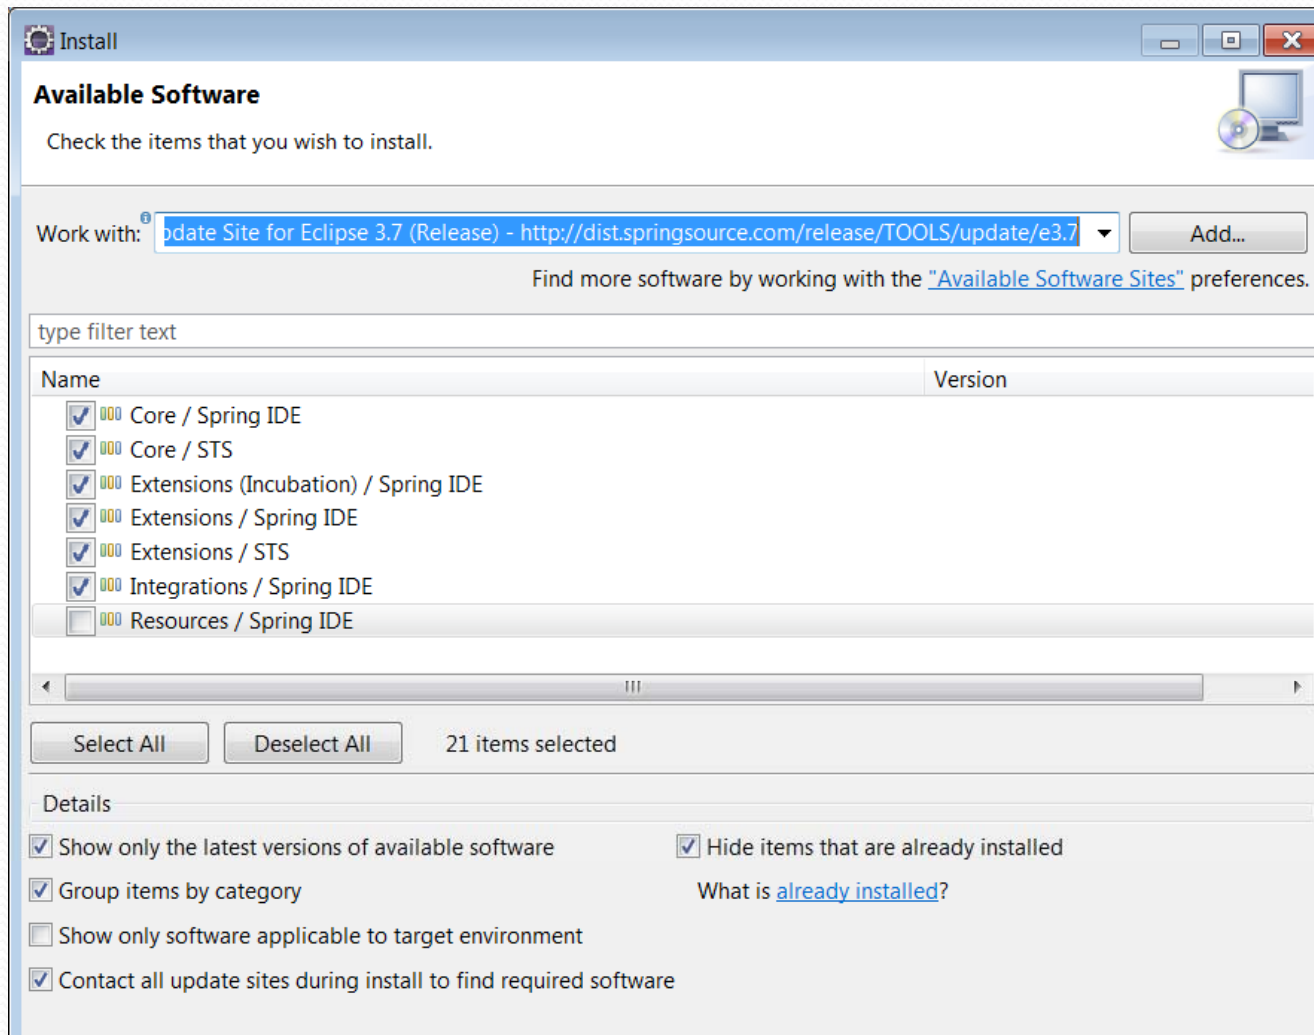 Install
Available Software
Check the items that you wish to install.
Work with: pdate Site for Eclipse 3.7 (Release) - http://dist.springsource.com/release/TOOLS/update/e3.7 Add...
Find more software by working with the "Available Software Sites" preferences.
type filter text
Name Version
Core / Spring IDE
Core / STS
Extensions (Incubation) / Spring IDE
Extensions / Spring IDE
Extensions / STS
Integrations / Spring IDE
Resources / Spring IDE
Select All Deselect All 21 items selected
Details
Show only the latest versions of available software Hide items that are already installed
Group items by category What is already installed?
Show only software applicable to target environment
Contact all update sites during install to find required software